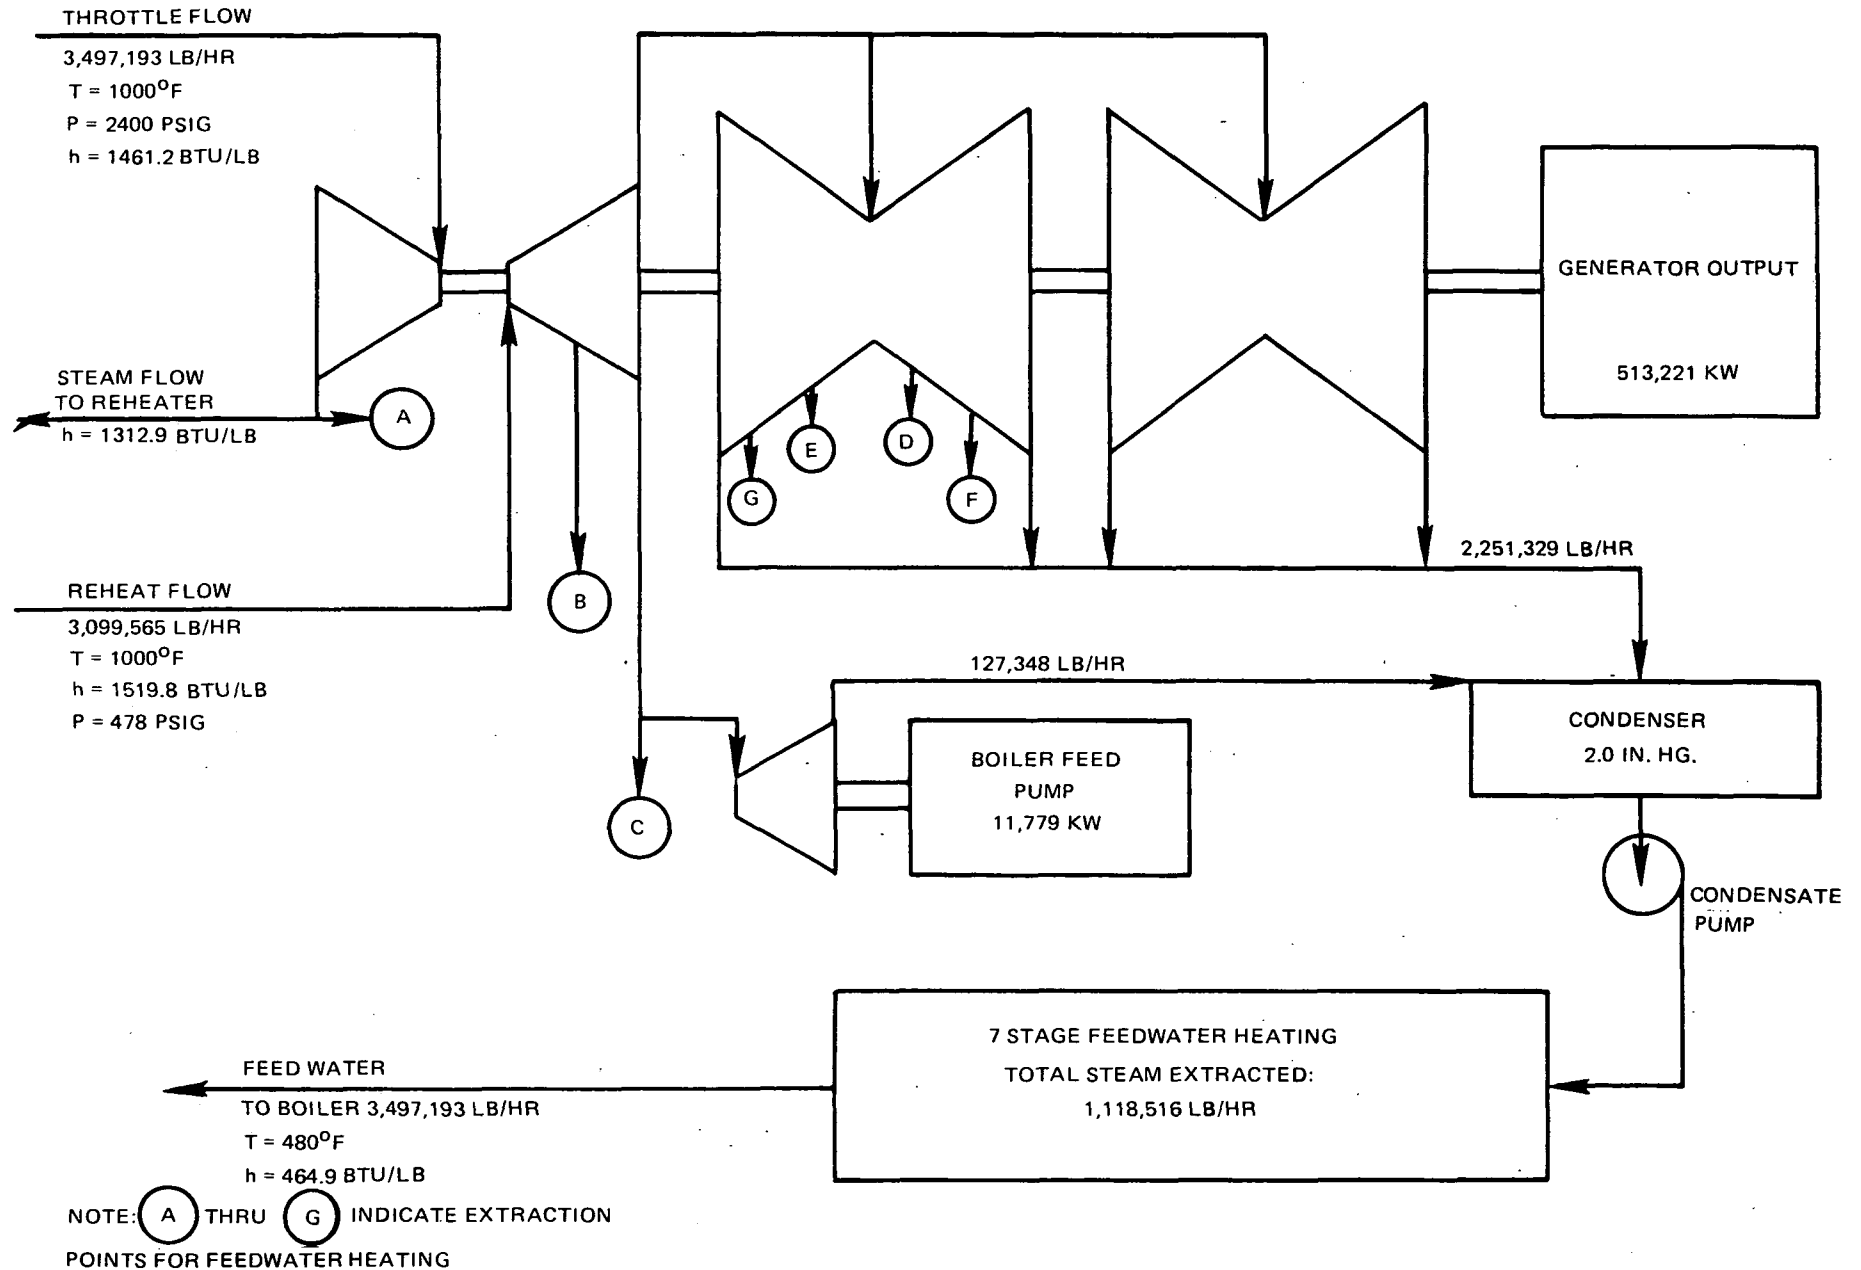 THROTTLE FLOW
3,497,193 LB/HR
T = 1000°F
P = 2400 PSIG
h = 1461.2 BTU/LB
STEAM FLOW
TO REHEATER
h = 1312.9 BTU/LB
A
REHEAT FLOW
3,099,565 LB/HR
T = 1000°F
h = 1519.8 BTU/LB
P = 478 PSIG
B
C
G
E
D
F
GENERATOR OUTPUT
513,221 KW
2,251,329 LB/HR
127,348 LB/HR
BOILER FEED
PUMP
11,779 KW
CONDENSER
2.0 IN. HG.
CONDENSATE
PUMP
7 STAGE FEEDWATER HEATING
TOTAL STEAM EXTRACTED:
1,118,516 LB/HR
FEED WATER
TO BOILER 3,497,193 LB/HR
T = 480°F
h = 464.9 BTU/LB
NOTE: A THRU G INDICATE EXTRACTION
POINTS FOR FEEDWATER HEATING